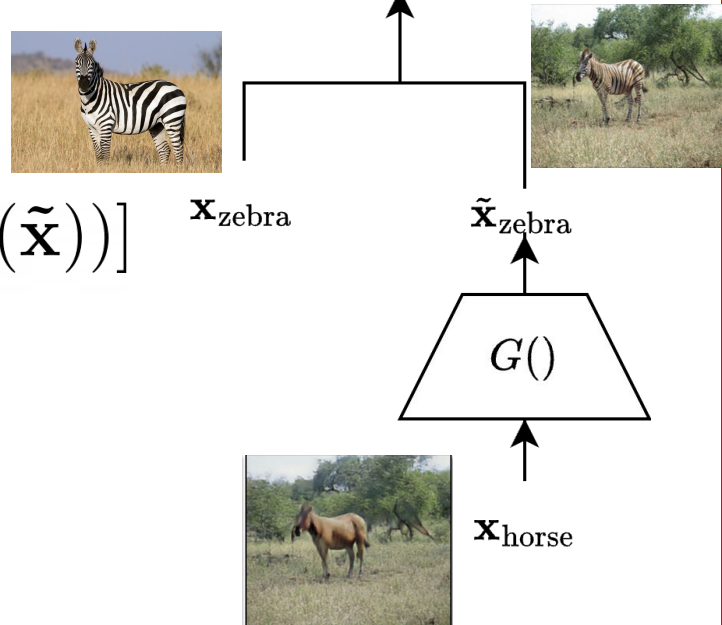 x_zebra
x̃_zebra
(x̃))]
G()
x_horse